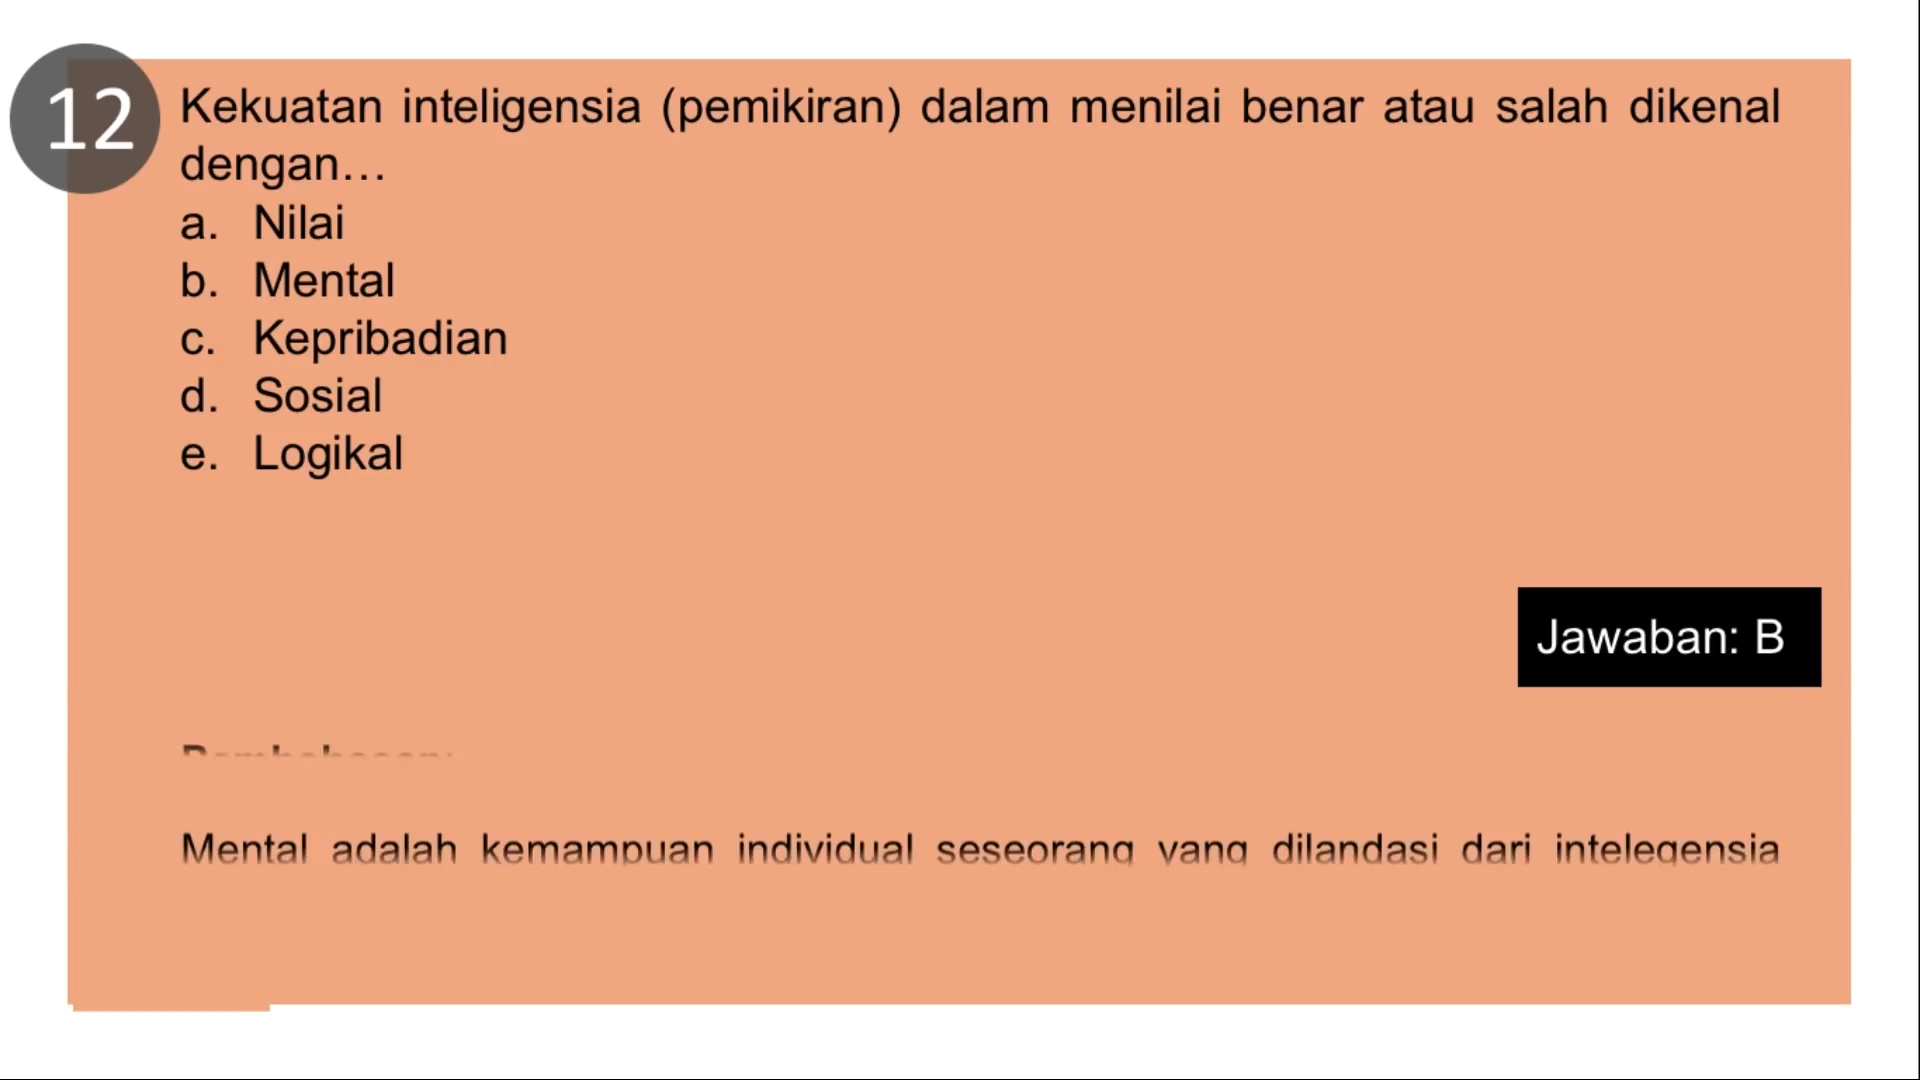 12
Kekuatan inteligensia (pemikiran) dalam menilai benar atau salah dikenal
dengan…
a. Nilai
b. Mental
c. Kepribadian
d. Sosial
e. Logikal
Jawaban: B
Pembahasan:
Mental adalah kemampuan individual seseorang yang dilandasi dari intelegensia